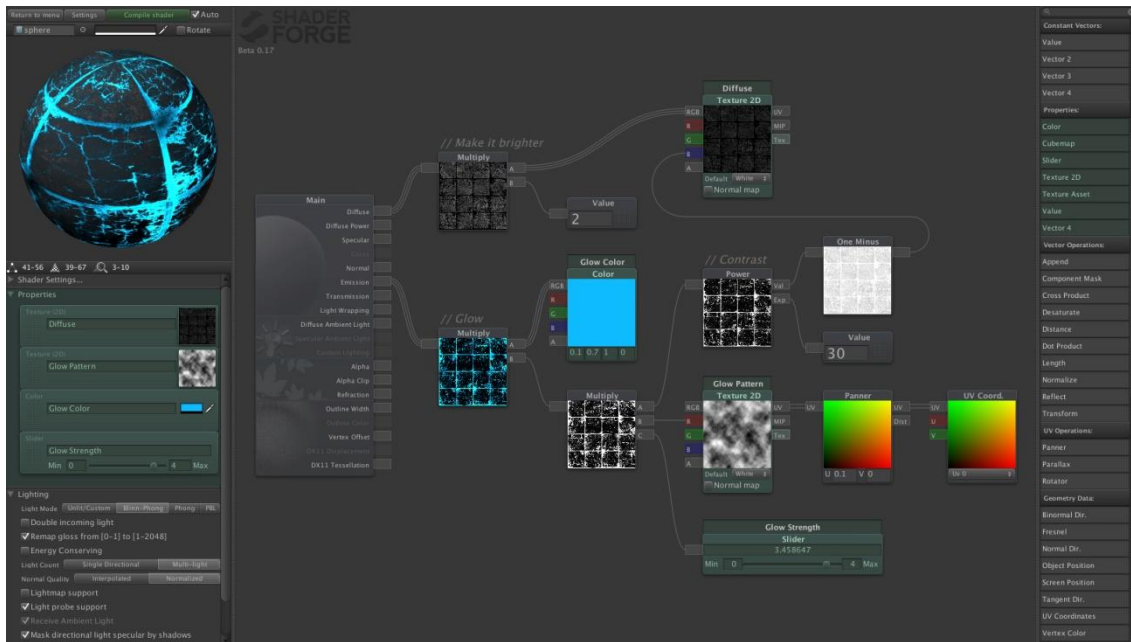 Return to menu Settings Compile shader Auto
sphere Rotate
SHADER
FORGE
Beta 0.17
41-56 39-67 3-10
Shader Settings...
Properties
Texture (2D)
Diffuse
Texture (2D)
Glow Pattern
Color
Glow Color
Slider
Glow Strength
Min 0 4 Max
Lighting
Light Mode Unlit/Custom Blinn-Phong Phong PBL
Double incoming light
Remap gloss from [0-1] to [1-2048]
Energy Conserving
Light Count Single Directional Multi-light
Normal Quality Interpolated Normalized
Lightmap support
Light probe support
Receive Ambient Light
Mask directional light specular by shadows
Main
Diffuse
Diffuse Power
Specular
Normal
Emission
Transmission
Light Wrapping
Diffuse Ambient Light
Specular Ambient Light
Custom Lighting
Alpha
Alpha Clip
Refraction
Outline Width
Outline Color
Vertex Offset
DX11 Displacement
DX11 Tessellation
// Make it brighter
Multiply
A
B
Value
2
Diffuse
Texture 2D
RGB UV
R MIP
G Tex
B
A
Default White
Normal map
// Glow
Multiply
A
B
Glow Color
Color
RGB
R
G
B
A
0.1 0.7 1 0
// Contrast
Power
Val
Exp
One Minus
Value
30
Multiply
A
B
C
Glow Pattern
Texture 2D
RGB UV
R MIP
G Tex
B
A
Default White
Normal map
Panner
UV UV
Dist
U 0.1 V 0
UV Coord.
UV
U
V
UV 0
Glow Strength
Slider
3.458647
Min 0 4 Max
Constant Vectors:
Value
Vector 2
Vector 3
Vector 4
Properties:
Color
Cubemap
Slider
Texture 2D
Texture Asset
Value
Vector 4
Vector Operations:
Append
Component Mask
Cross Product
Desaturate
Distance
Dot Product
Length
Normalize
Reflect
Transform
UV Operations:
Panner
Parallax
Rotator
Geometry Data:
Binormal Dir.
Fresnel
Normal Dir.
Object Position
Screen Position
Tangent Dir.
UV Coordinates
Vertex Color